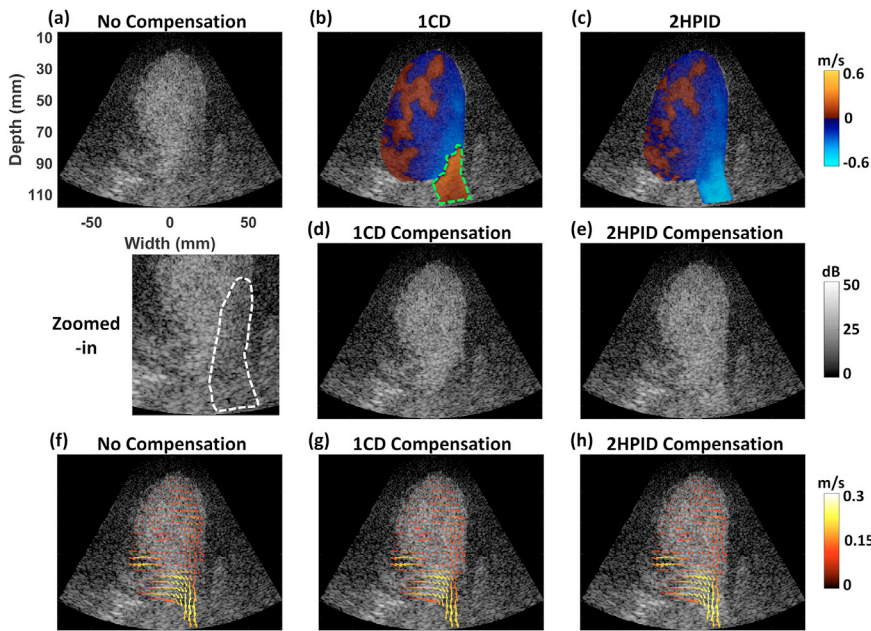 (a) No Compensation
(b) 1CD
(c) 2HPID
10
30
50
70
90
110
Depth (mm)
-50 0 50
Width (mm)
m/s
0.6
0
-0.6
Zoomed
-in
(d) 1CD Compensation
(e) 2HPID Compensation
dB
50
25
0
(f) No Compensation
(g) 1CD Compensation
(h) 2HPID Compensation
m/s
0.3
0.15
0